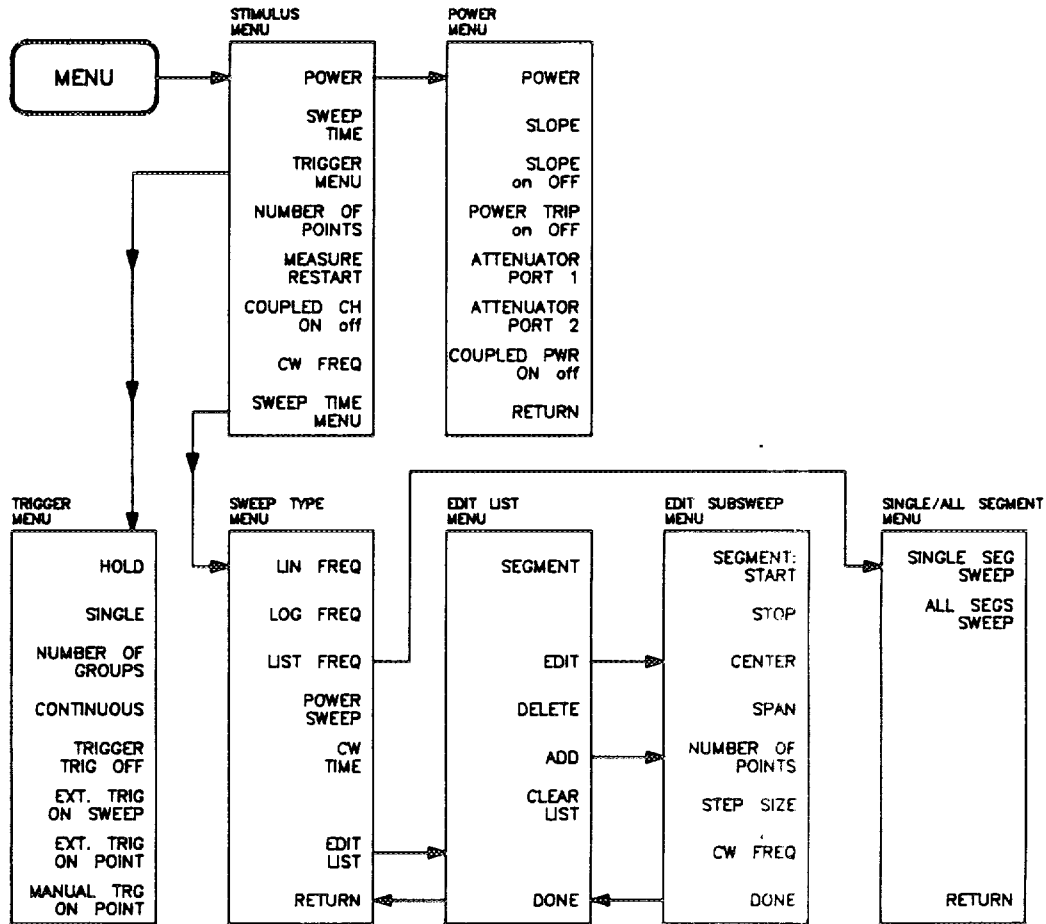 MENU
STIMULUS
MENU
POWER
SWEEP
TIME
TRIGGER
MENU
NUMBER OF
POINTS
MEASURE
RESTART
COUPLED CH
ON off
CW FREQ
SWEEP TIME
MENU
POWER
MENU
POWER
SLOPE
SLOPE
on OFF
POWER TRIP
on OFF
ATTENUATOR
PORT 1
ATTENUATOR
PORT 2
COUPLED PWR
ON off
RETURN
TRIGGER
MENU
HOLD
SINGLE
NUMBER OF
GROUPS
CONTINUOUS
TRIGGER
TRIG OFF
EXT. TRIG
ON SWEEP
EXT. TRIG
ON POINT
MANUAL TRG
ON POINT
SWEEP TYPE
MENU
LIN FREQ
LOG FREQ
LIST FREQ
POWER
SWEEP
CW
TIME
EDIT
LIST
RETURN
EDIT LIST
MENU
SEGMENT
EDIT
DELETE
ADD
CLEAR
LIST
DONE
EDIT SUBSWEEP
MENU
SEGMENT:
START
STOP
CENTER
SPAN
NUMBER OF
POINTS
STEP SIZE
CW FREQ
DONE
SINGLE/ALL SEGMENT
MENU
SINGLE SEG
SWEEP
ALL SEGS
SWEEP
RETURN